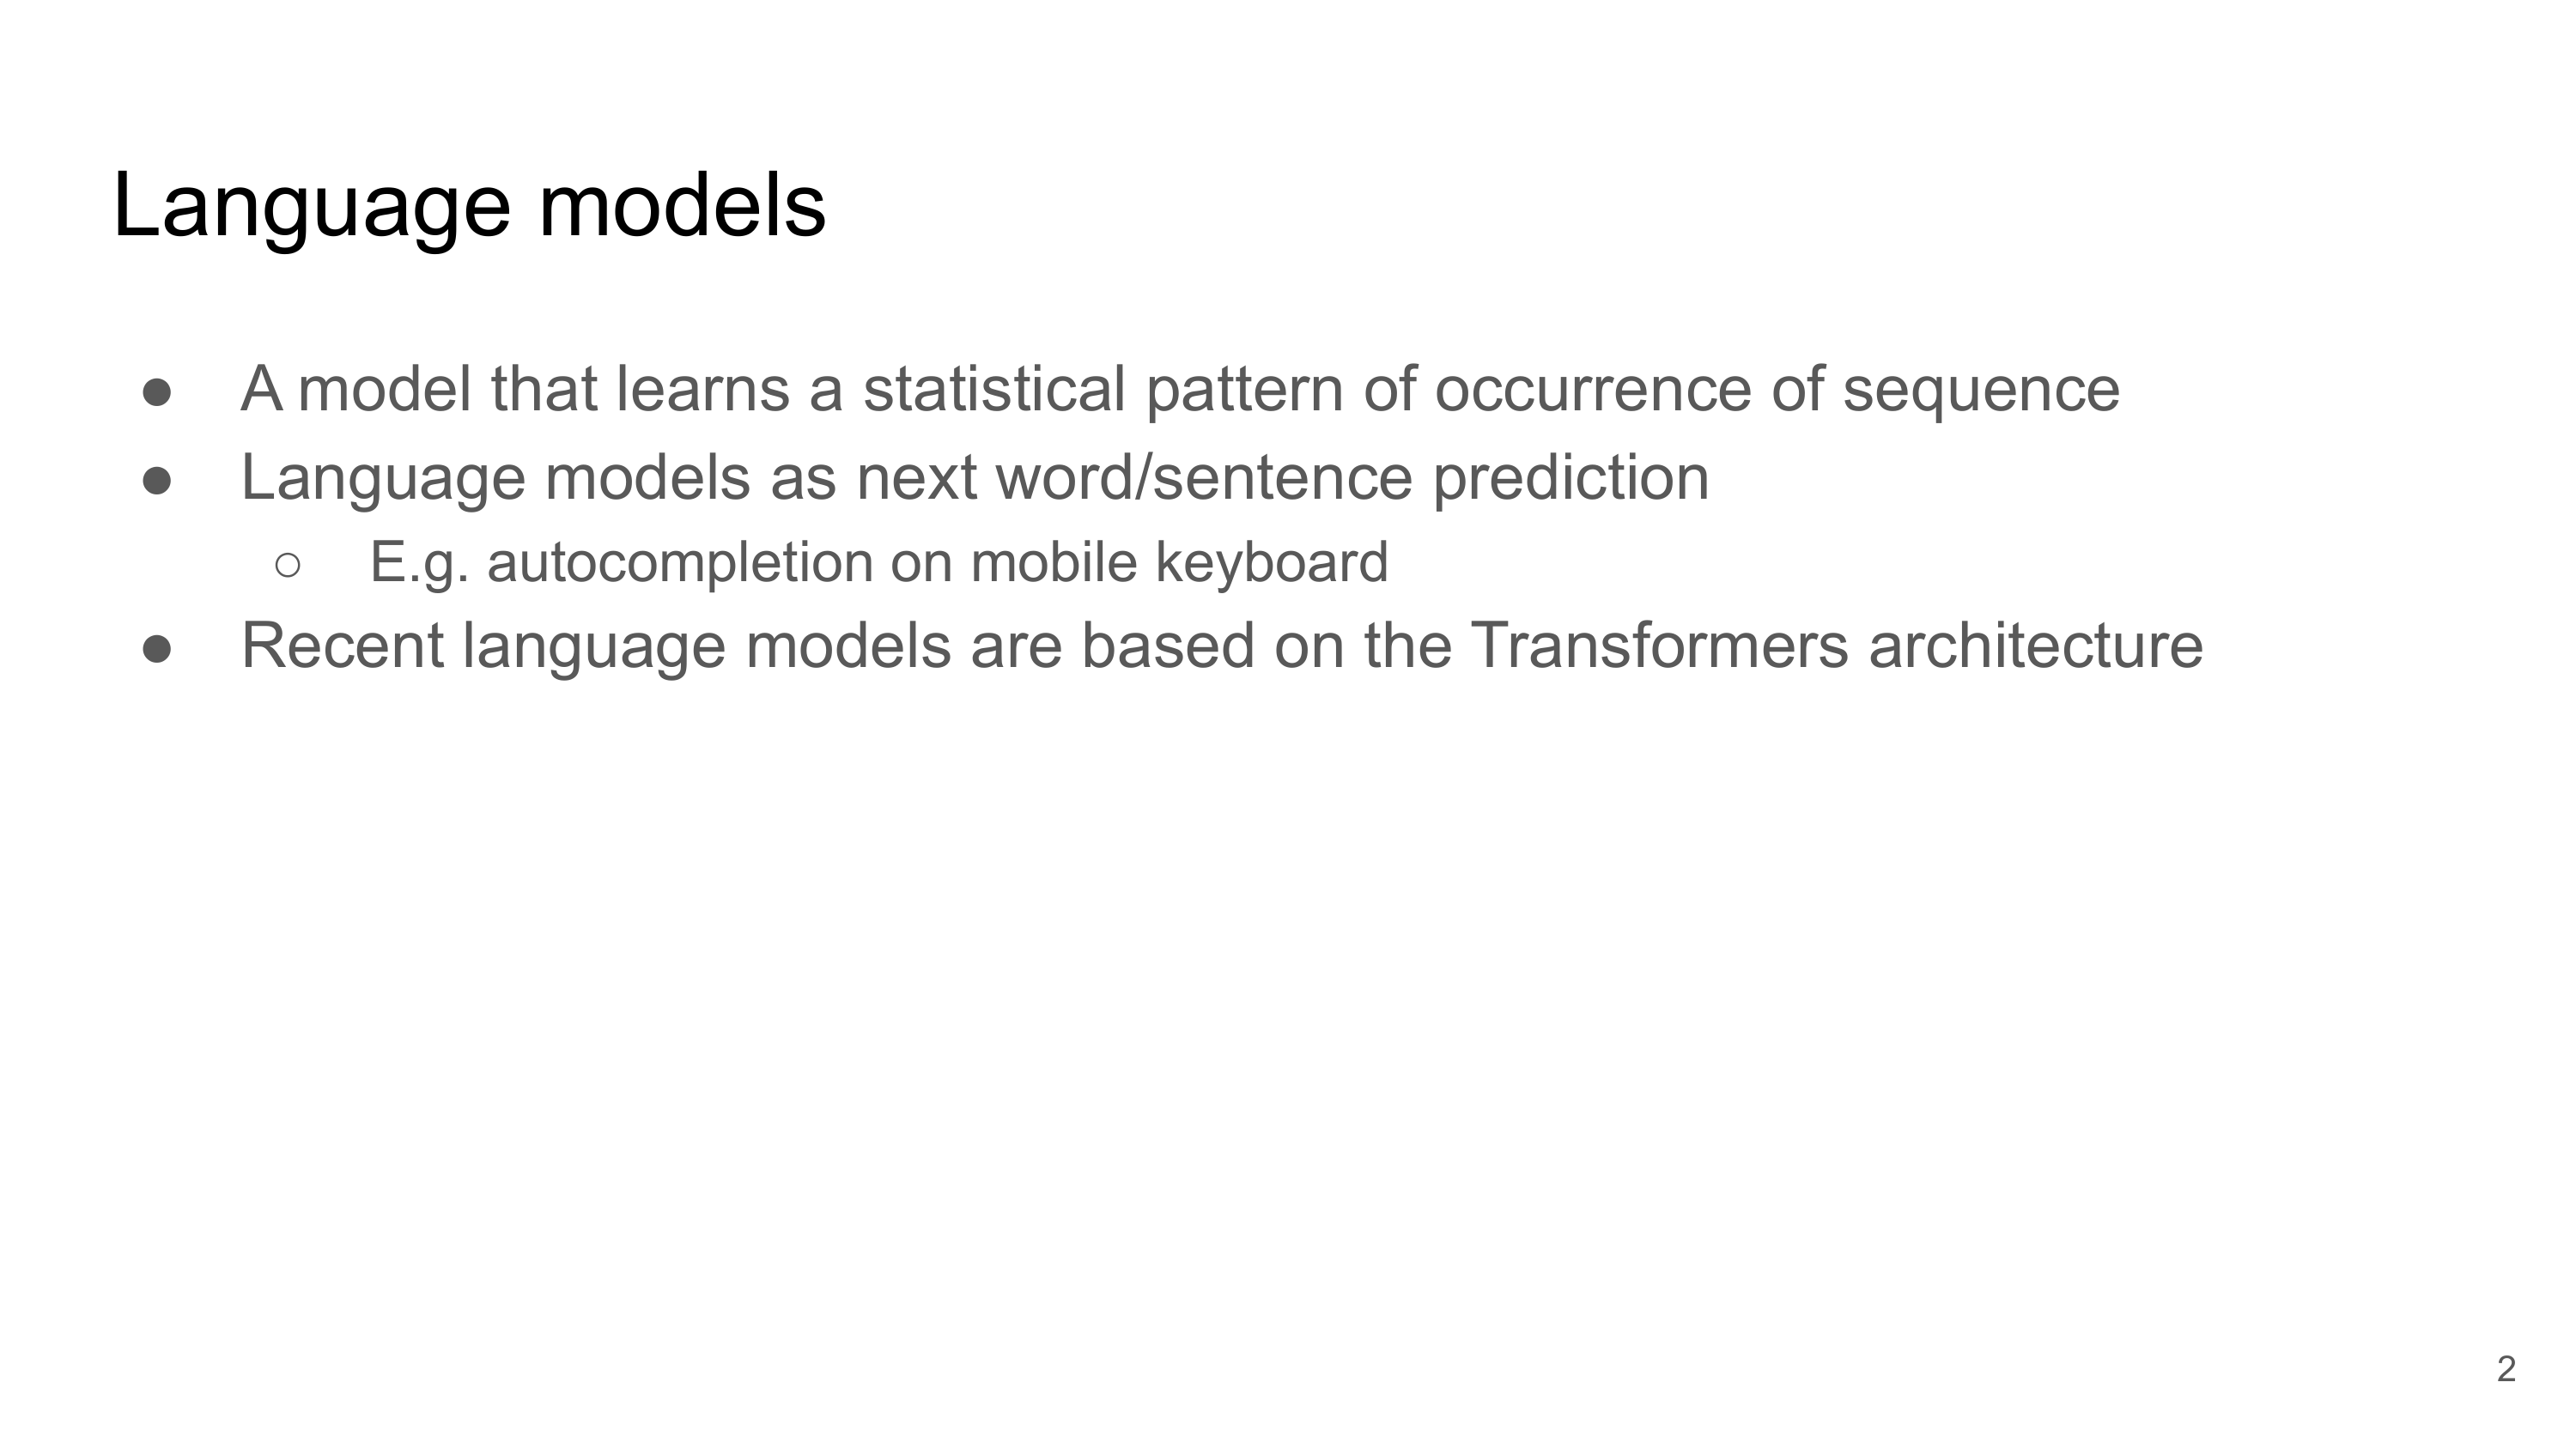 Language models
● A model that learns a statistical pattern of occurrence of sequence
● Language models as next word/sentence prediction
○ E.g. autocompletion on mobile keyboard
● Recent language models are based on the Transformers architecture
2